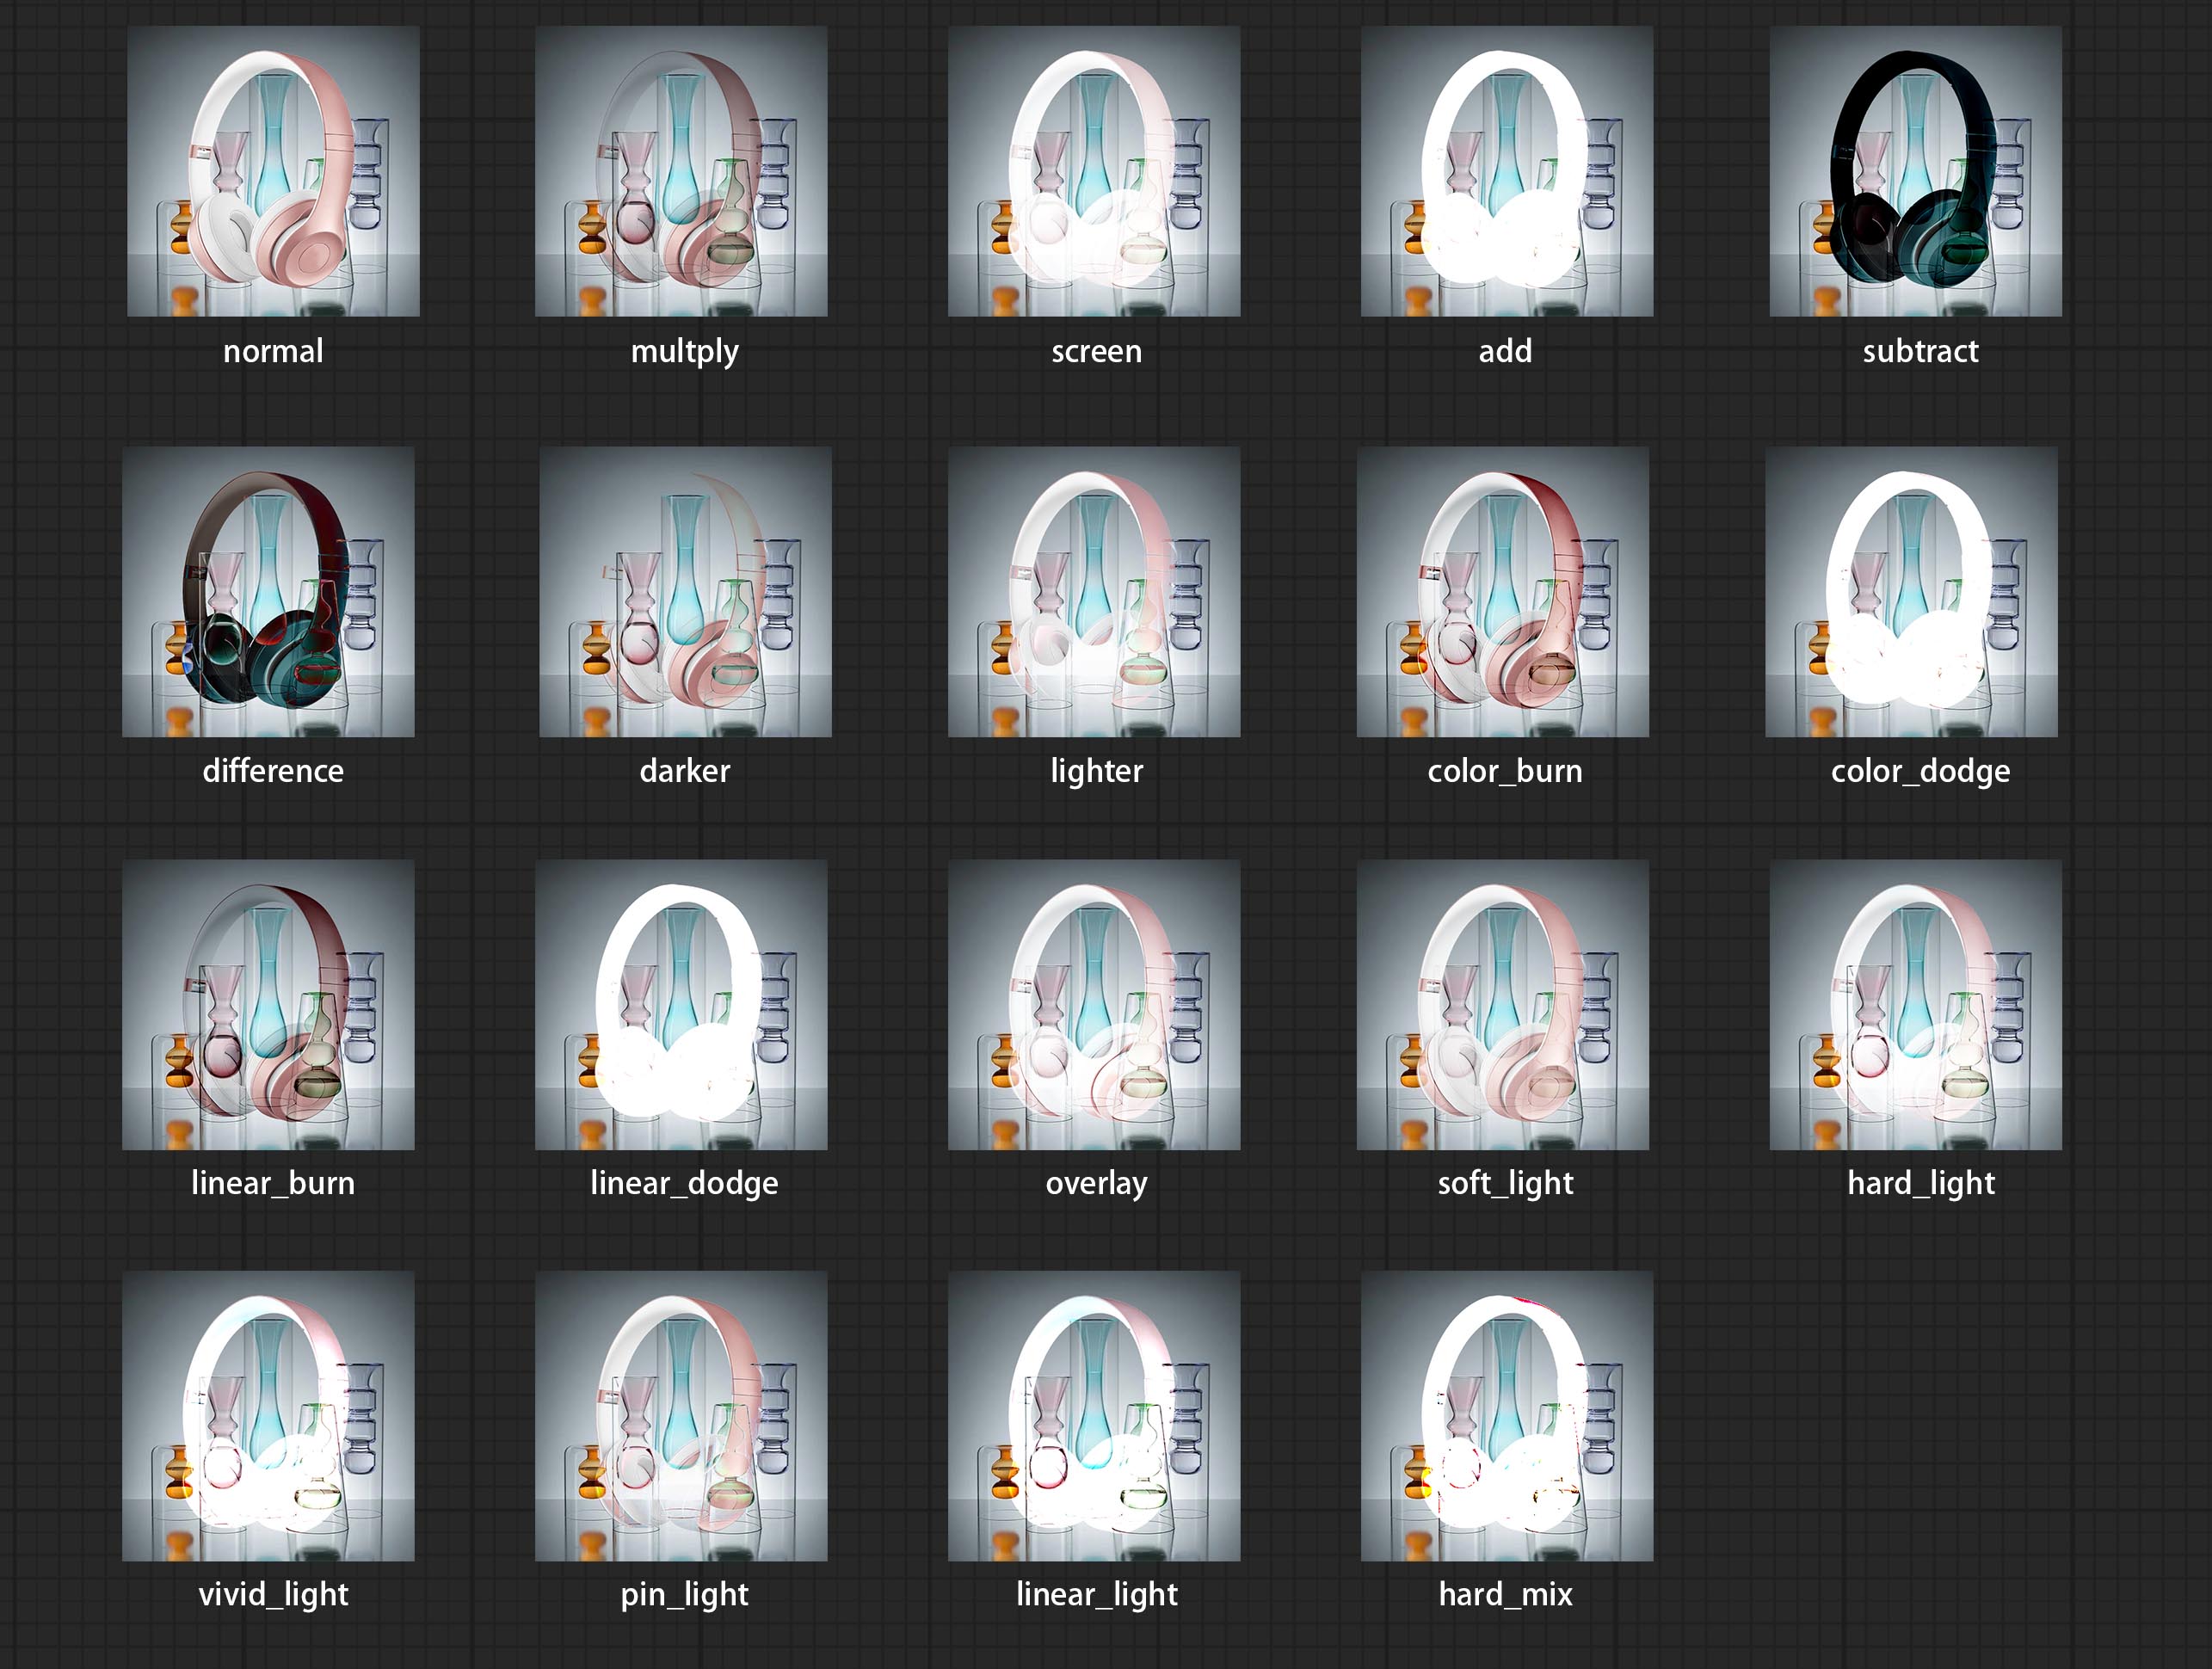 normal
multply
screen
add
subtract
difference
darker
lighter
color_burn
color_dodge
linear_burn
linear_dodge
overlay
soft_light
hard_light
vivid_light
pin_light
linear_light
hard_mix